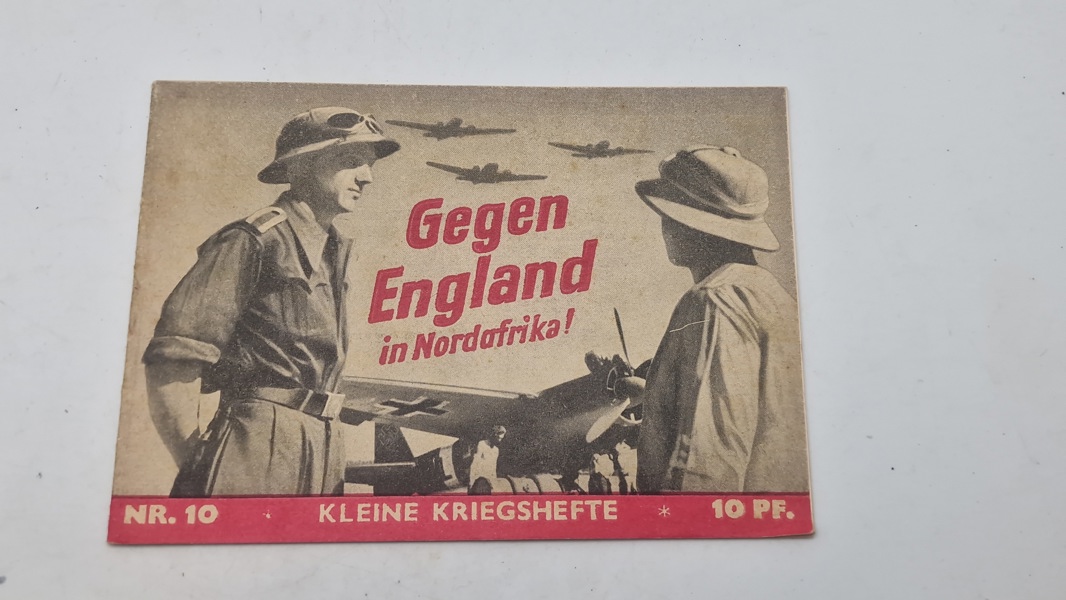 Gegen
England
in Nordafrika!
NR. 10 * KLEINE KRIEGSHEFTE * 10 PF.